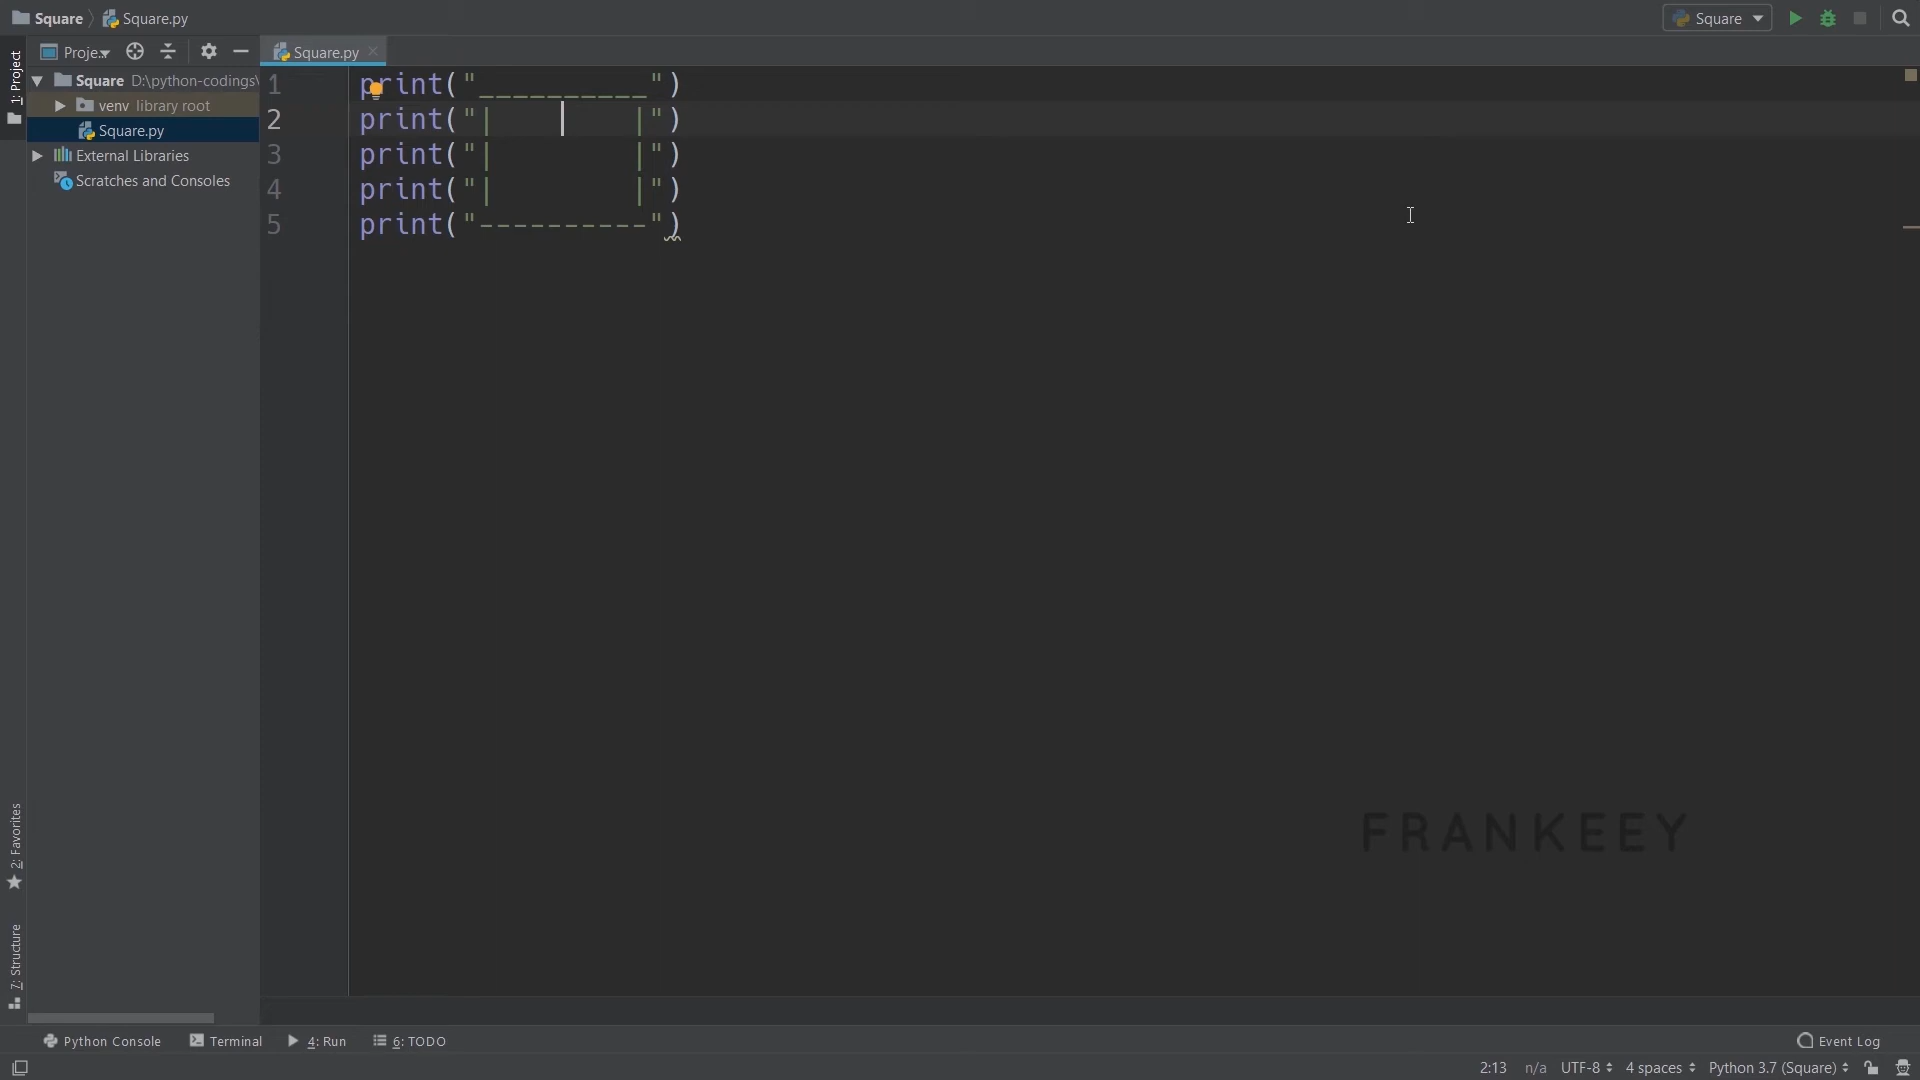 Square
Square.py
Square
Proje..
Square.py
1: Project
Square D:\python-codings\
venv library root
Square.py
External Libraries
Scratches and Consoles
1 print("__________")
2 print("|        |")
3 print("|        |")
4 print("|        |")
5 print("----------")
FRANKEEY
2: Favorites
7: Structure
Python Console
Terminal
4: Run
6: TODO
Event Log
2:13 n/a UTF-8 4 spaces Python 3.7 (Square)